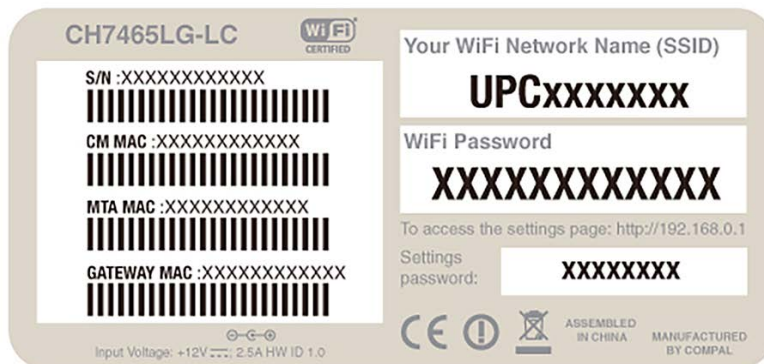 CH7465LG-LC
WiFi
CERTIFIED
S/N :XXXXXXXXXXXX
CM MAC :XXXXXXXXXXXX
MTA MAC :XXXXXXXXXXXX
GATEWAY MAC :XXXXXXXXXXXX
Input Voltage: +12V 2.5A HW ID 1.0
Your WiFi Network Name (SSID)
UPCxxxxxxx
WiFi Password
XXXXXXXXXXXX
To access the settings page: http://192.168.0.1
Settings
password:
XXXXXXXX
CE
ASSEMBLED
IN CHINA
MANUFACTURED
BY COMPAL